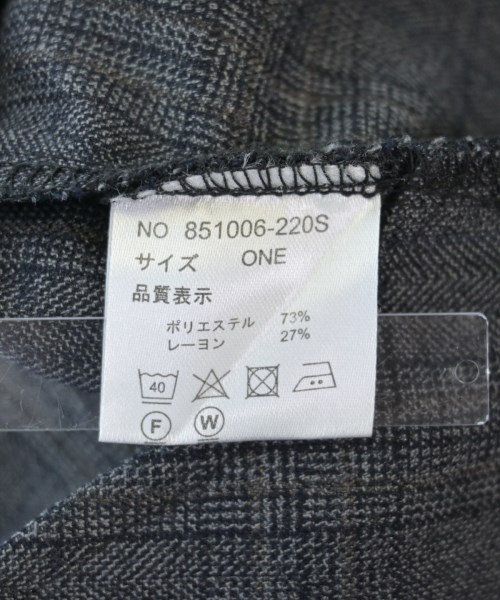 NO 851006-220S
サイズ ONE
品質表示
ポリエステル 73%
レーヨン 27%
40
F W